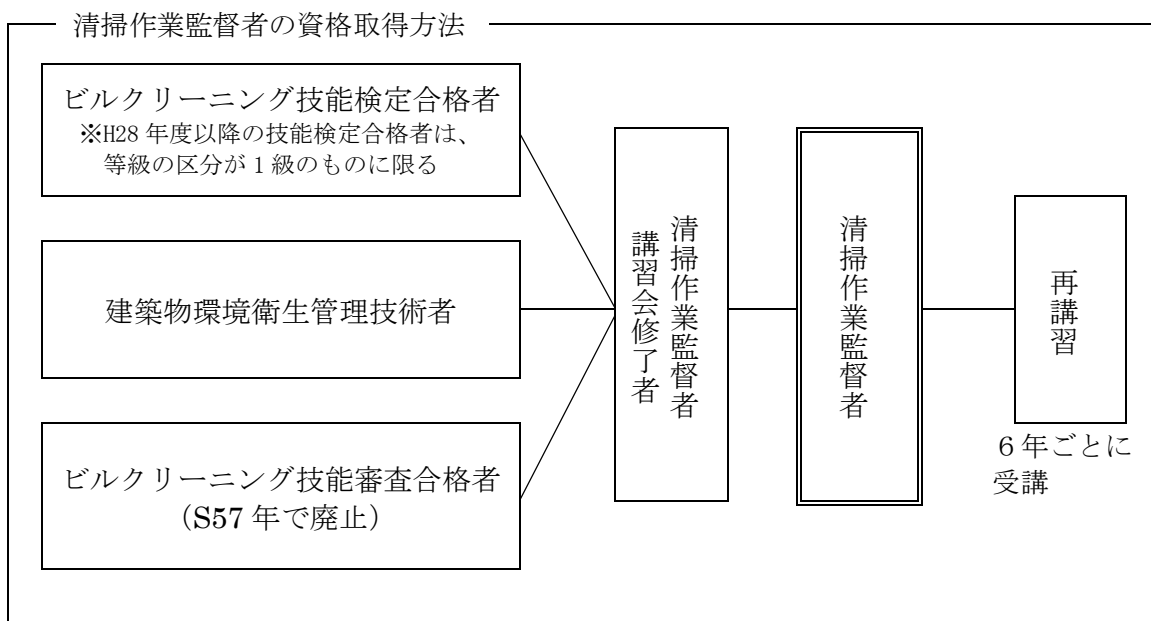 清掃作業監督者の資格取得方法
ビルクリーニング技能検定合格者
※H28年度以降の技能検定合格者は、
等級の区分が1級のものに限る
建築物環境衛生管理技術者
ビルクリーニング技能審査合格者
（S57年で廃止）
清掃作業監督者
講習会修了者
清掃作業監督者
再講習
6年ごとに
受講